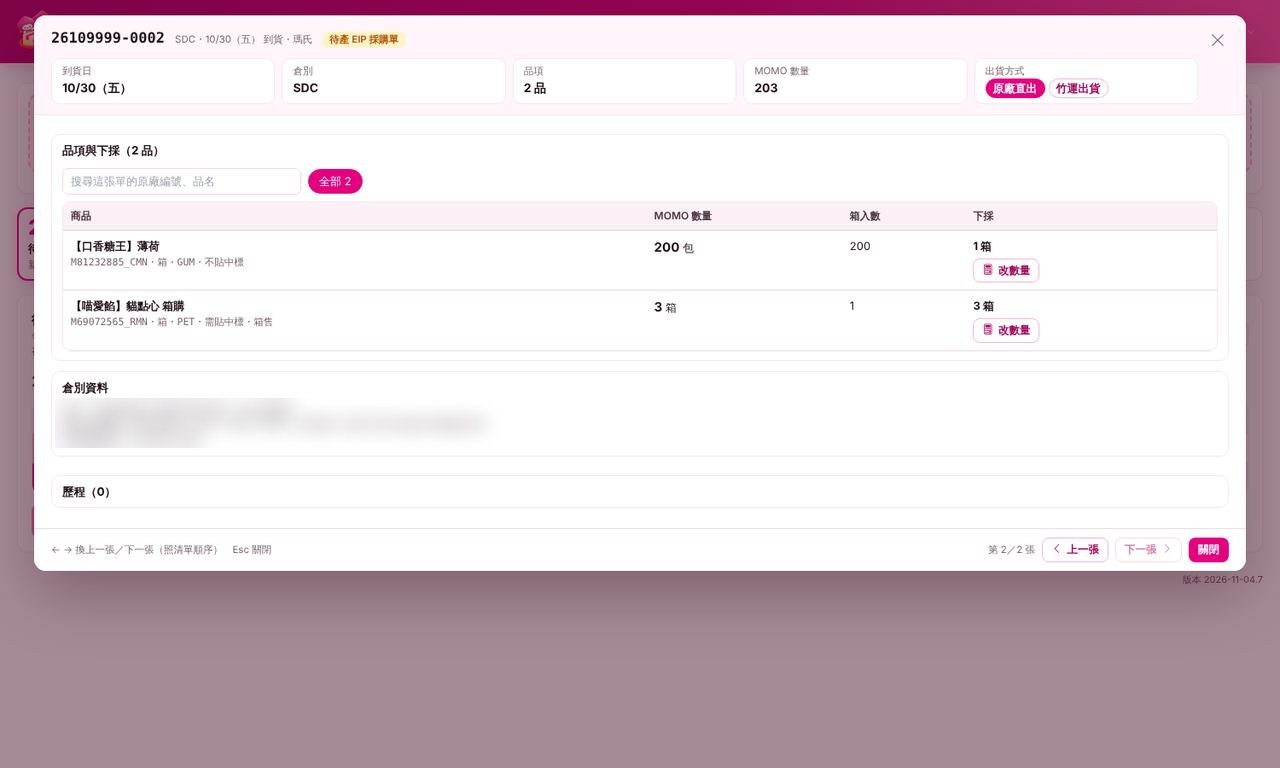 26109999-0002 SDC・10/30（五） 到貨・瑪氏 待產 EIP 採購單
到貨日
10/30（五）
倉別
SDC
品項
2 品
MOMO 數量
203
出貨方式
原廠直出 竹運出貨
品項與下採（2 品）
搜尋這張單的原廠編號、品名 全部 2
商品 MOMO 數量 箱入數 下採
【口香糖王】薄荷 200 包 200 1 箱
M81232885_CMN・箱・GUM・不貼中標 改數量
【喵愛餡】貓點心 箱購 3 箱 1 3 箱
M69072565_RMN・箱・PET・需貼中標・箱售 改數量
倉別資料
歷程（0）
← → 換上一張／下一張（照清單順序） Esc 關閉 第 2／2 張 上一張 下一張 關閉
版本 2026-11-04.7